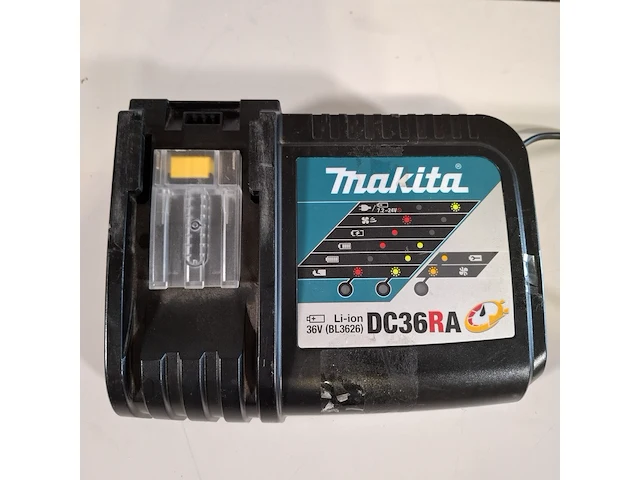 makita®
7.2-24V
Li-ion
36V (BL3626) DC36RA